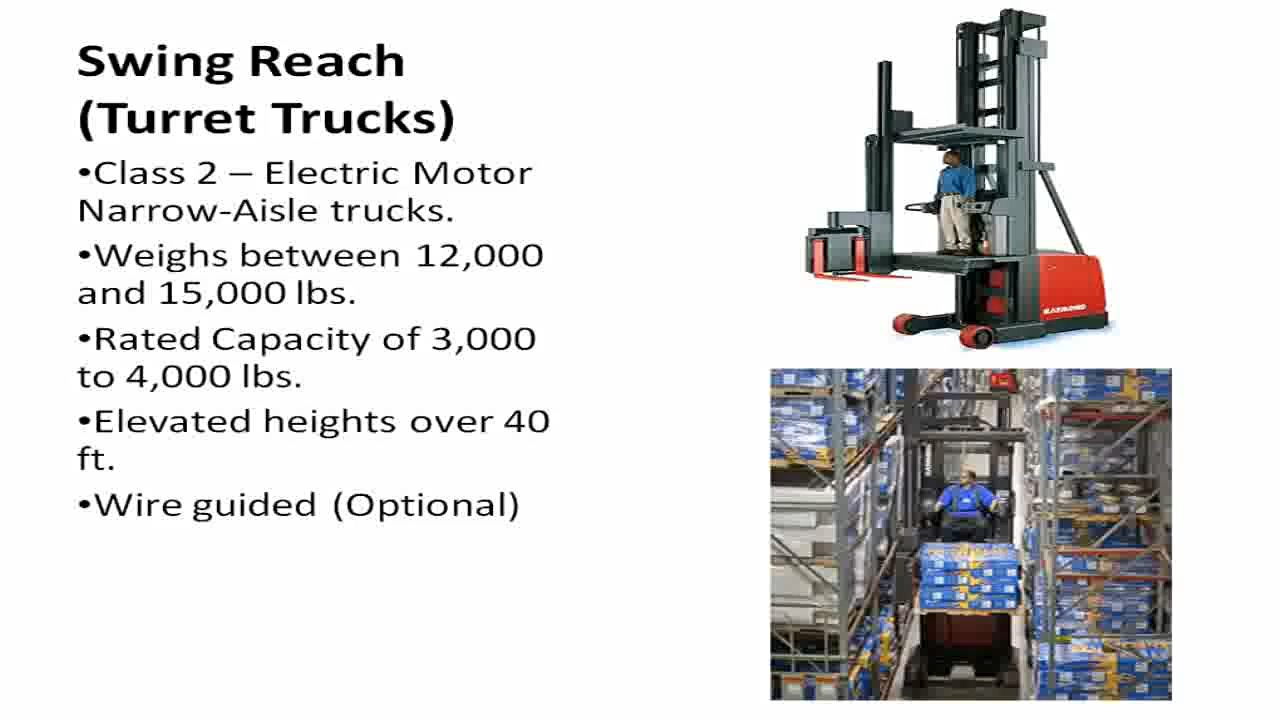 Swing Reach
(Turret Trucks)
•Class 2 – Electric Motor
Narrow-Aisle trucks.
•Weighs between 12,000
and 15,000 lbs.
•Rated Capacity of 3,000
to 4,000 lbs.
•Elevated heights over 40
ft.
•Wire guided (Optional)
RAYMOND